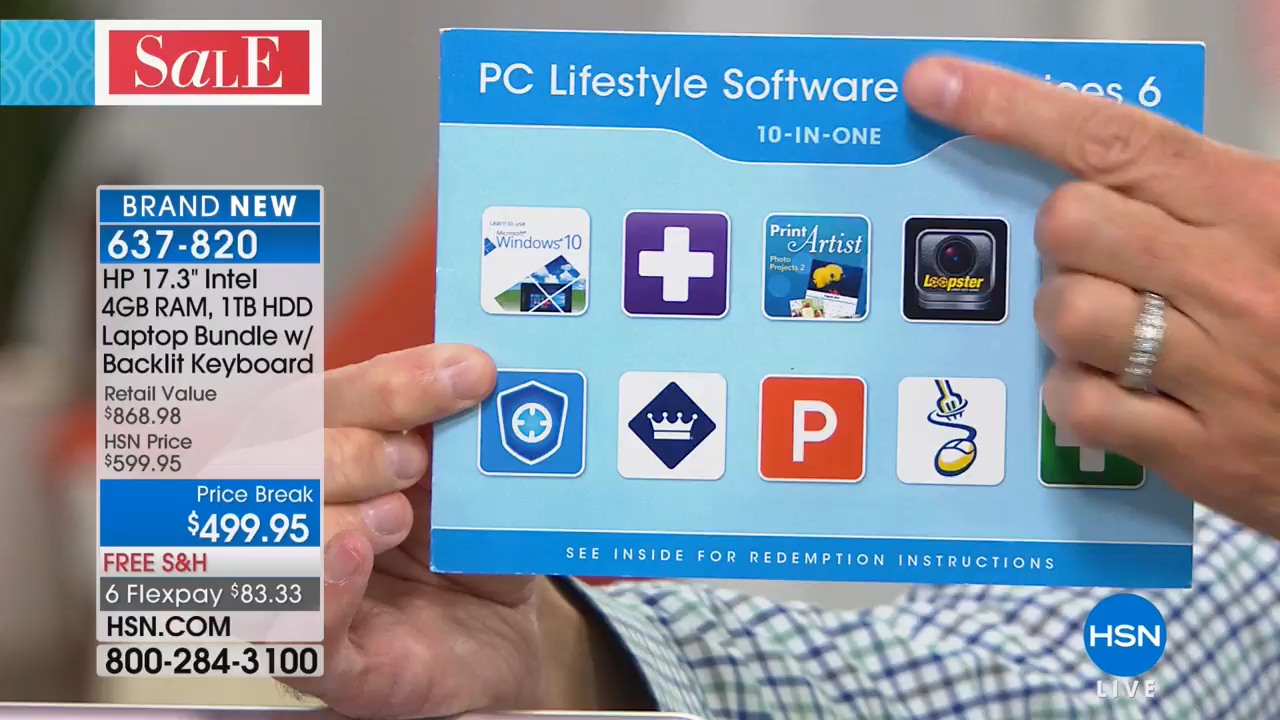 SALE
BRAND NEW
637-820
HP 17.3" Intel
4GB RAM, 1TB HDD
Laptop Bundle w/
Backlit Keyboard
Retail Value
$868.98
HSN Price
$599.95
Price Break
$499.95
FREE S&H
6 Flexpay $83.33
HSN.COM
800-284-3100
PC Lifestyle Software 6
10-IN-ONE
Learn to use
Microsoft
Windows 10
Print
Artist
Photo
Projects 2
Loopster
P
SEE INSIDE FOR REDEMPTION INSTRUCTIONS
HSN
LIVE